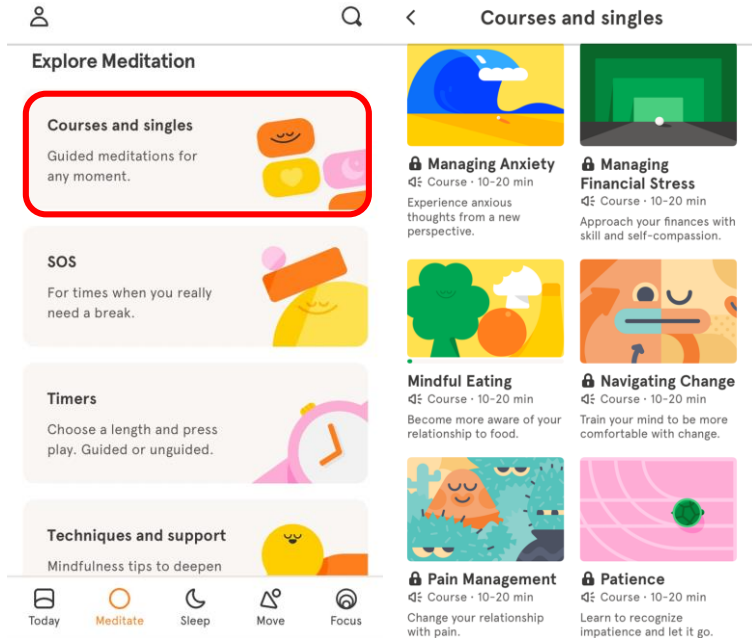 Explore Meditation
Courses and singles
Guided meditations for
any moment.
SOS
For times when you really
need a break.
Timers
Choose a length and press
play. Guided or unguided.
Techniques and support
Mindfulness tips to deepen
Today
Meditate
Sleep
Move
Focus
Courses and singles
Managing Anxiety
Course · 10-20 min
Experience anxious
thoughts from a new
perspective.
Managing
Financial Stress
Course · 10-20 min
Approach your finances with
skill and self-compassion.
Mindful Eating
Course · 10-20 min
Become more aware of your
relationship to food.
Navigating Change
Course · 10-20 min
Train your mind to be more
comfortable with change.
Pain Management
Course · 10-20 min
Change your relationship
with pain.
Patience
Course · 10-20 min
Learn to recognize
impatience and let it go.